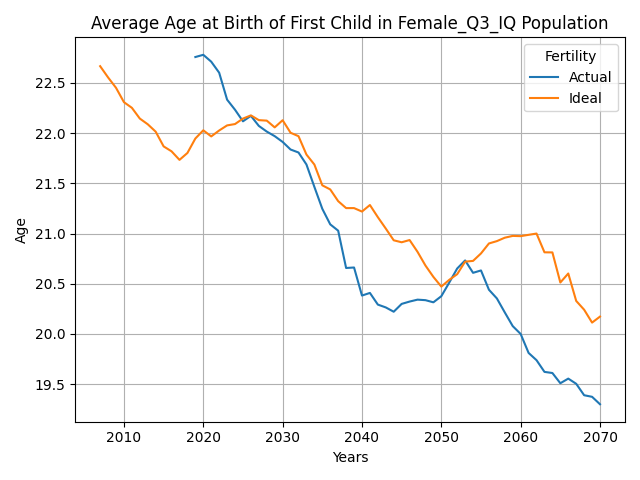 Average Age at Birth of First Child in Female_Q3_IQ Population
Fertility
Actual
Ideal
Age
22.5
22.0
21.5
21.0
20.5
20.0
19.5
2010 2020 2030 2040 2050 2060 2070
Years